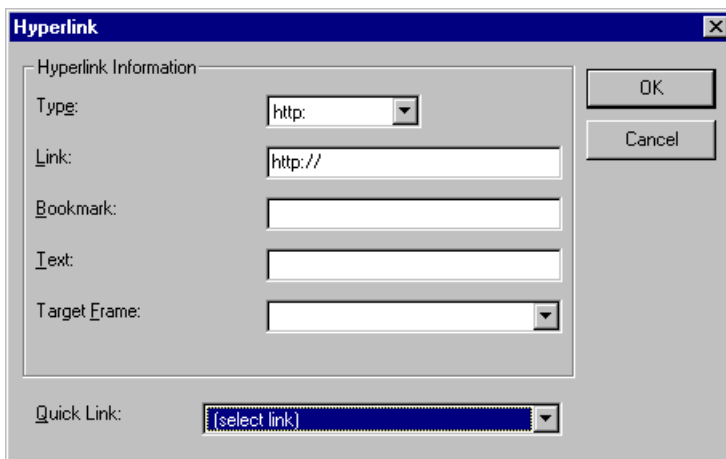 Hyperlink
Hyperlink Information
Type: http:
Link: http://
Bookmark:
Text:
Target Frame:
Quick Link: (select link)
OK
Cancel